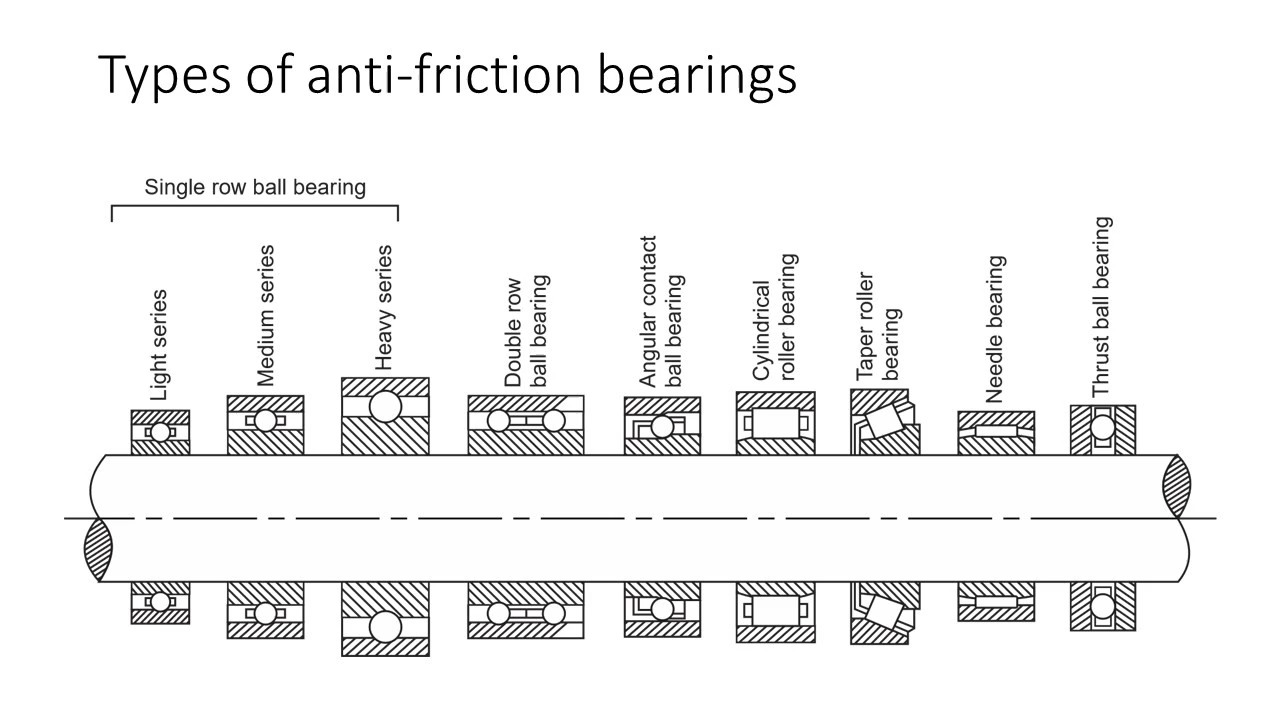 Types of anti-friction bearings
Single row ball bearing
Light series
Medium series
Heavy series
Double row
ball bearing
Angular contact
ball bearing
Cylindrical
roller bearing
Taper roller
bearing
Needle bearing
Thrust ball bearing